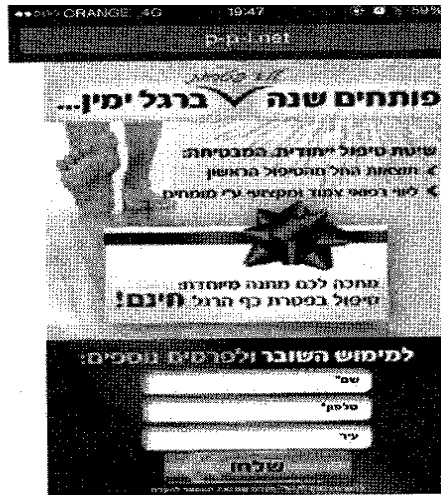 ORANGE 4G 19:47 59%
p-p-i.net
פותחים שנה ברגל ימין...
שיטת טיפול ייחודית, המבטיחה:
תוצאות החל מהטיפול הראשון
ליווי רפואי צמוד ומקצועי ע"י מומחים
מחכה לכם מתנה מיוחדת:
טיפול בפטרת כף הרגל חינם!
למימוש השובר ולפרטים נוספים:
שם*
טלפון*
עיר
שלחו